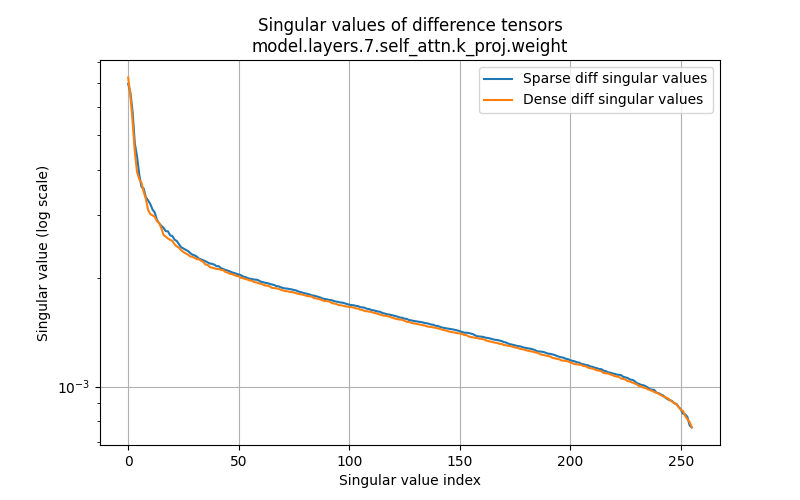 Singular values of difference tensors
model.layers.7.self_attn.k_proj.weight
Sparse diff singular values
Dense diff singular values
Singular value (log scale)
10⁻³
0 50 100 150 200 250
Singular value index